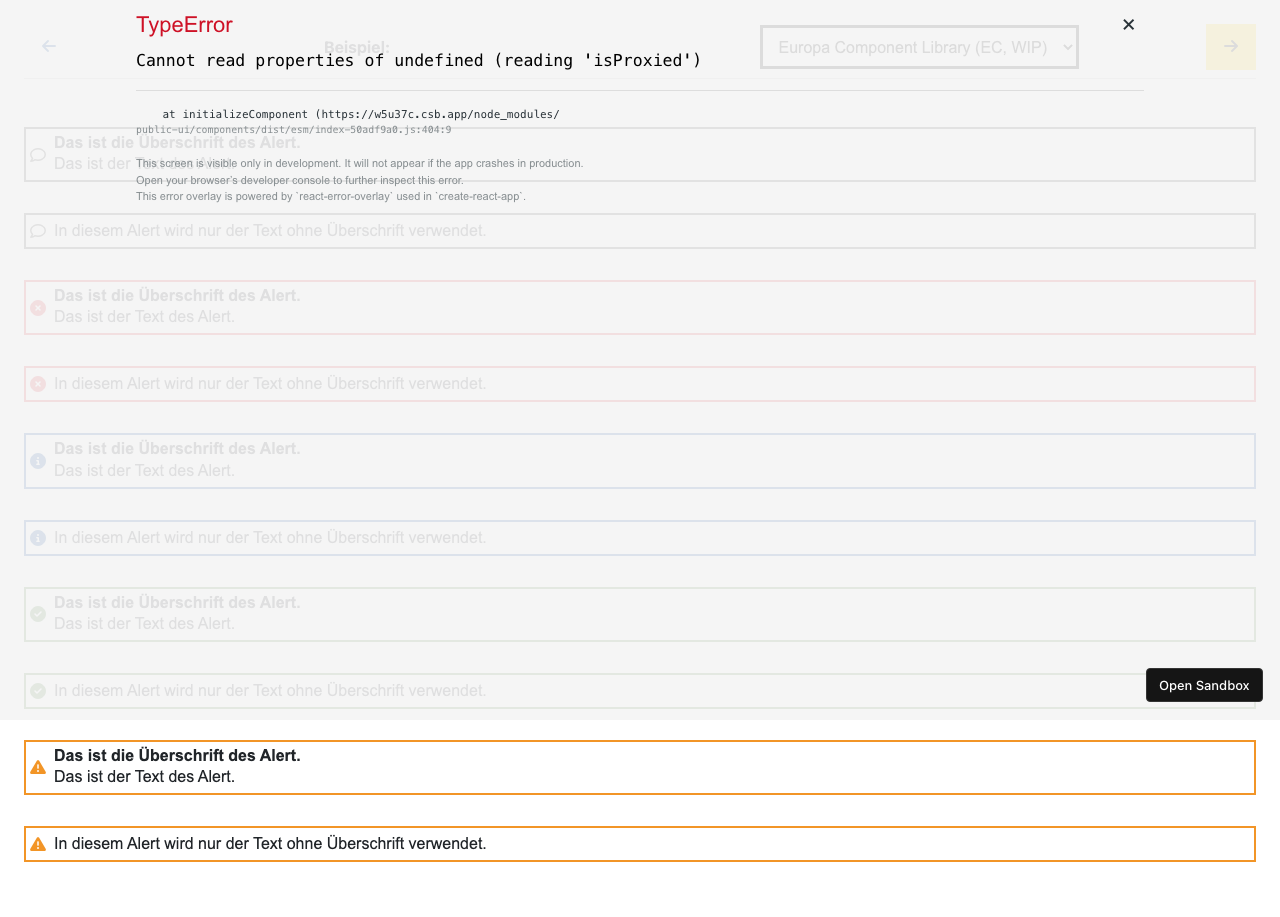 TypeError
Beispiel:
Europa Component Library (EC, WIP)
Cannot read properties of undefined (reading 'isProxied')
at initializeComponent (https://w5u37c.csb.app/node_modules/
public-ui/components/dist/esm/index-50adf9a0.js:404:9
Das ist die Überschrift des Alert.
Das ist der Text des Alert.
This screen is visible only in development. It will not appear if the app crashes in production.
Open your browser's developer console to further inspect this error.
This error overlay is powered by `react-error-overlay` used in `create-react-app`.
In diesem Alert wird nur der Text ohne Überschrift verwendet.
Das ist die Überschrift des Alert.
Das ist der Text des Alert.
In diesem Alert wird nur der Text ohne Überschrift verwendet.
Das ist die Überschrift des Alert.
Das ist der Text des Alert.
In diesem Alert wird nur der Text ohne Überschrift verwendet.
Das ist die Überschrift des Alert.
Das ist der Text des Alert.
In diesem Alert wird nur der Text ohne Überschrift verwendet.
Open Sandbox
Das ist die Überschrift des Alert.
Das ist der Text des Alert.
In diesem Alert wird nur der Text ohne Überschrift verwendet.